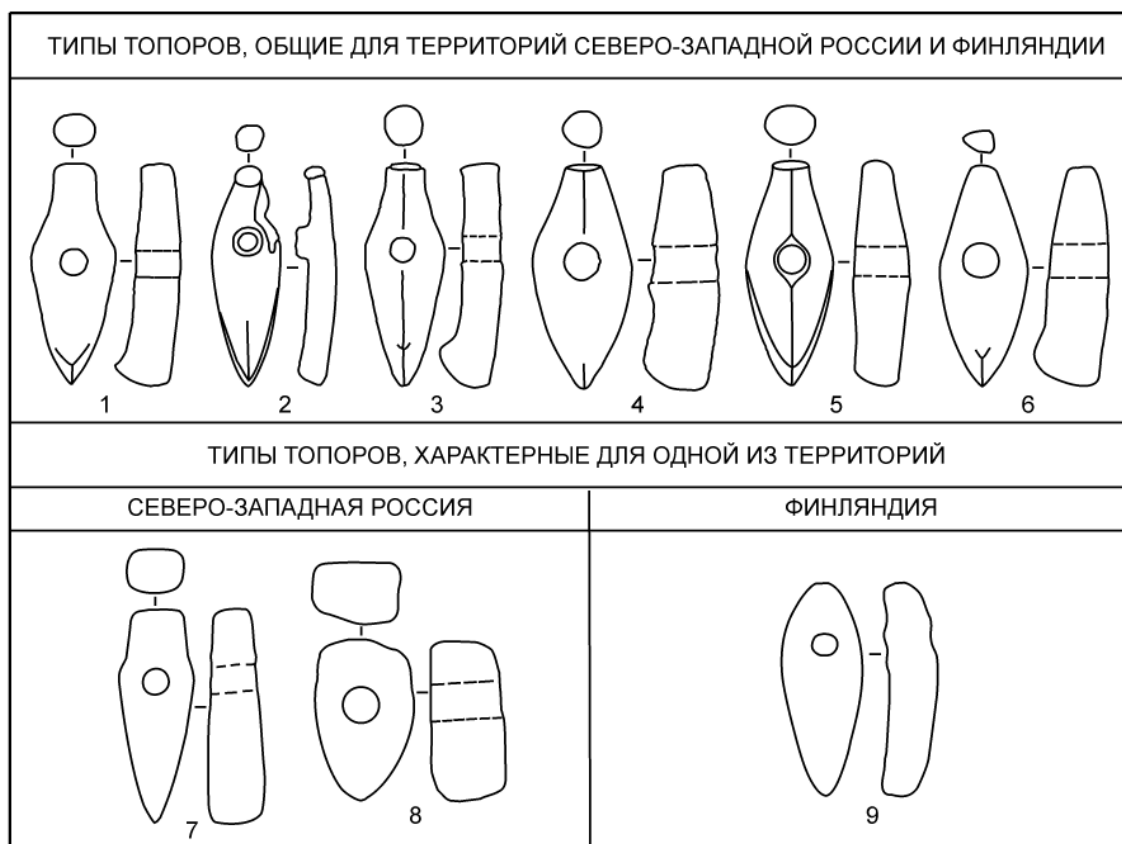 ТИПЫ ТОПОРОВ, ОБЩИЕ ДЛЯ ТЕРРИТОРИЙ СЕВЕРО-ЗАПАДНОЙ РОССИИ И ФИНЛЯНДИИ
1 2 3 4 5 6
ТИПЫ ТОПОРОВ, ХАРАКТЕРНЫЕ ДЛЯ ОДНОЙ ИЗ ТЕРРИТОРИЙ
СЕВЕРО-ЗАПАДНАЯ РОССИЯ
ФИНЛЯНДИЯ
7 8 9